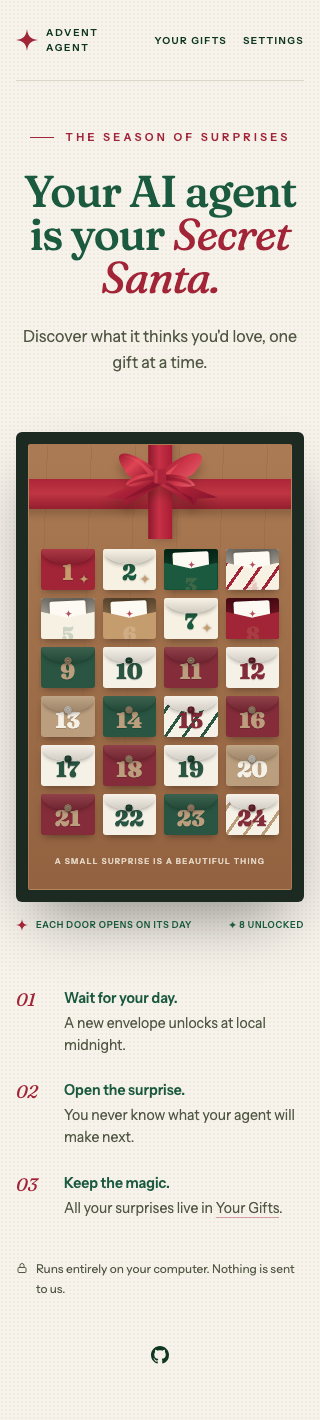 ADVENT
AGENT
YOUR GIFTS SETTINGS
THE SEASON OF SURPRISES
Your AI agent
is your Secret
Santa.
Discover what it thinks you'd love, one
gift at a time.
1 2 3
5 6 7 8
9 10 11 12
13 14 15 16
17 18 19 20
21 22 23 24
A SMALL SURPRISE IS A BEAUTIFUL THING
EACH DOOR OPENS ON ITS DAY
8 UNLOCKED
01 Wait for your day.
A new envelope unlocks at local
midnight.
02 Open the surprise.
You never know what your agent will
make next.
03 Keep the magic.
All your surprises live in Your Gifts.
Runs entirely on your computer. Nothing is sent
to us.